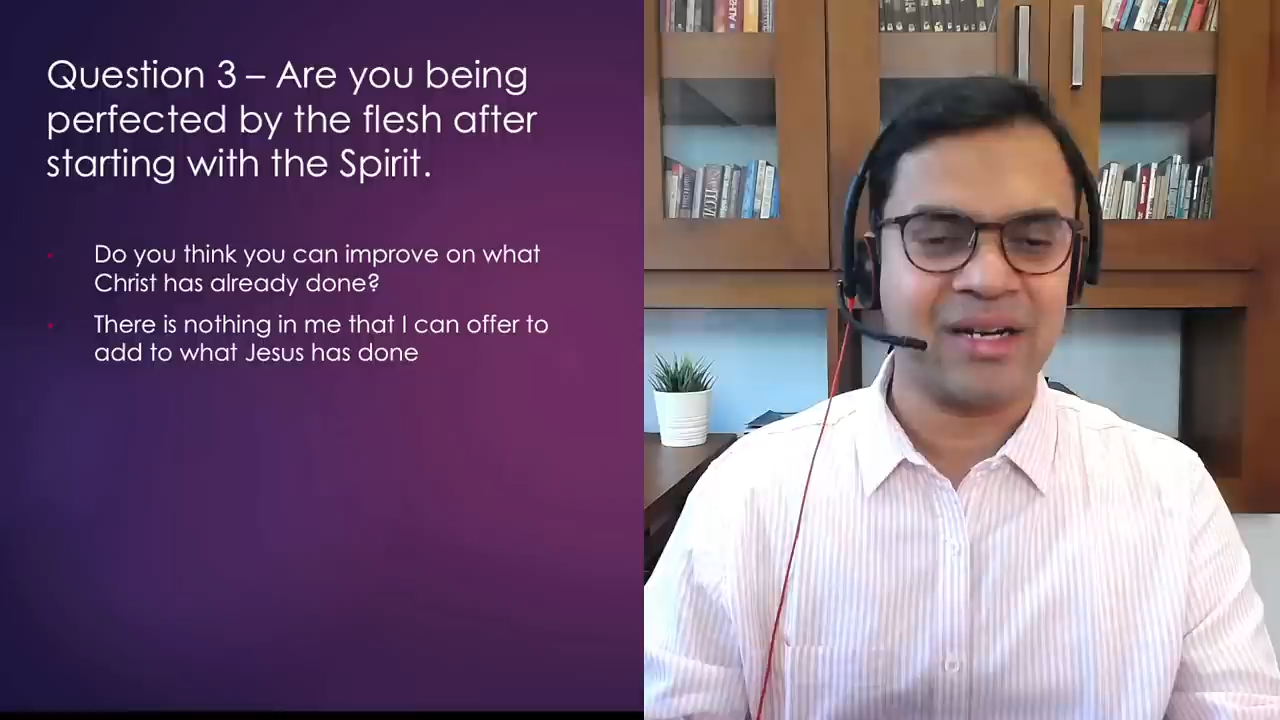 Question 3 – Are you being
perfected by the flesh after
starting with the Spirit.
Do you think you can improve on what
Christ has already done?
There is nothing in me that I can offer to
add to what Jesus has done